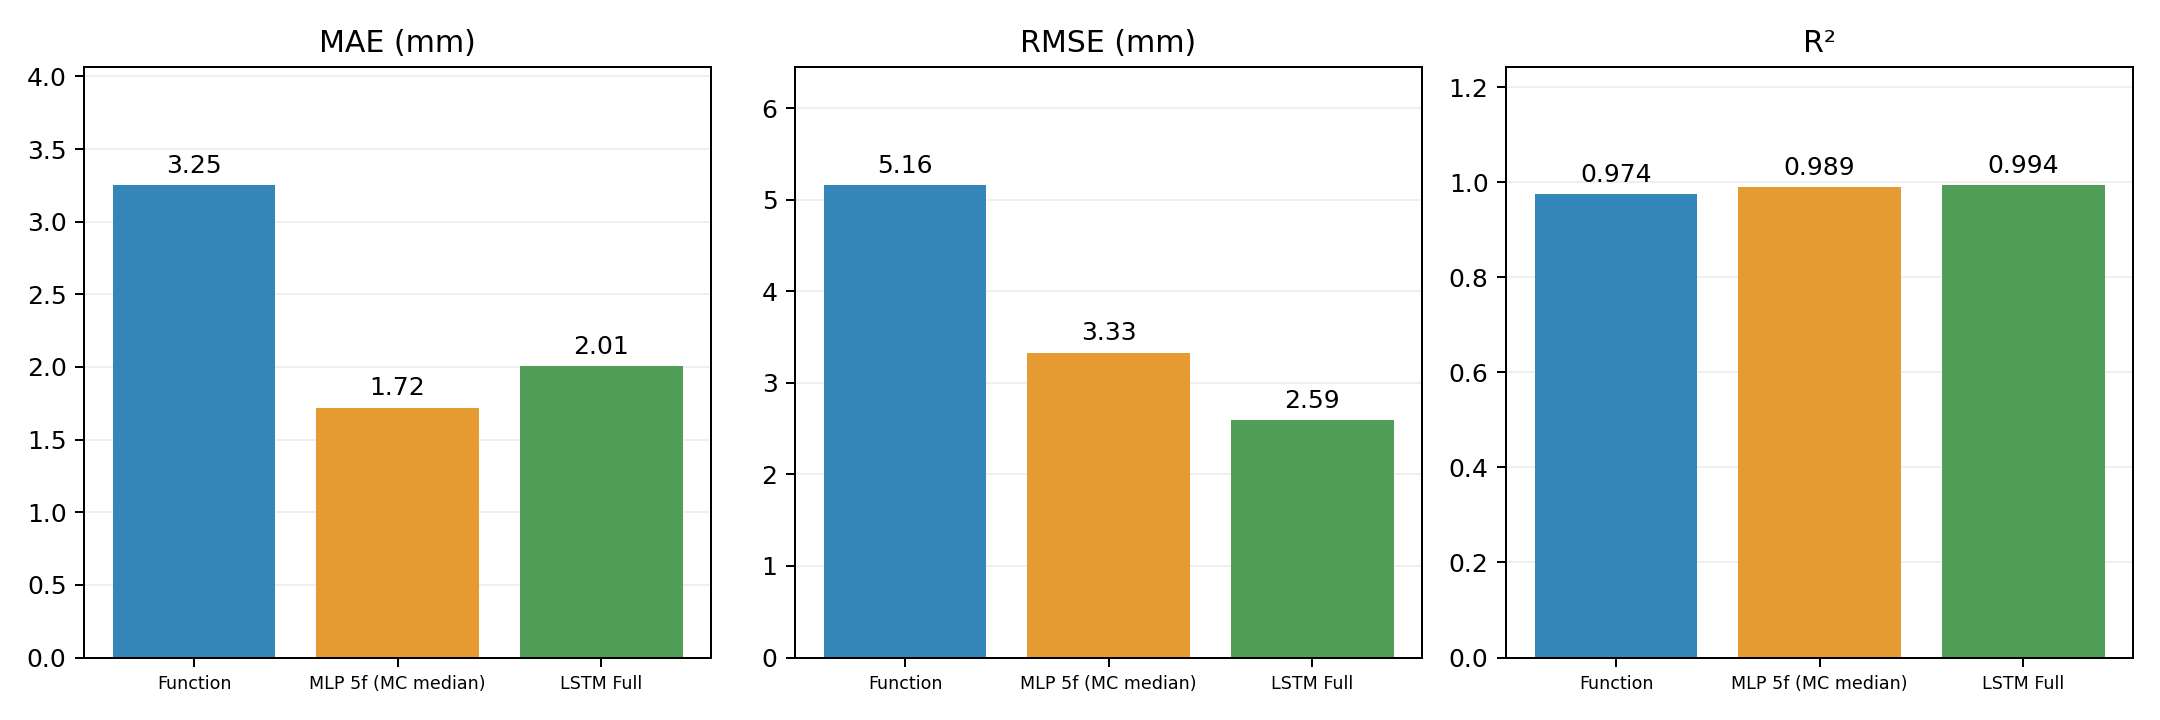 MAE (mm)
4.0
3.5
3.0
2.5
2.0
1.5
1.0
0.5
0.0
3.25
1.72
2.01
Function
MLP 5f (MC median)
LSTM Full
RMSE (mm)
6
5
4
3
2
1
0
5.16
3.33
2.59
Function
MLP 5f (MC median)
LSTM Full
R²
1.2
1.0
0.8
0.6
0.4
0.2
0.0
0.974
0.989
0.994
Function
MLP 5f (MC median)
LSTM Full